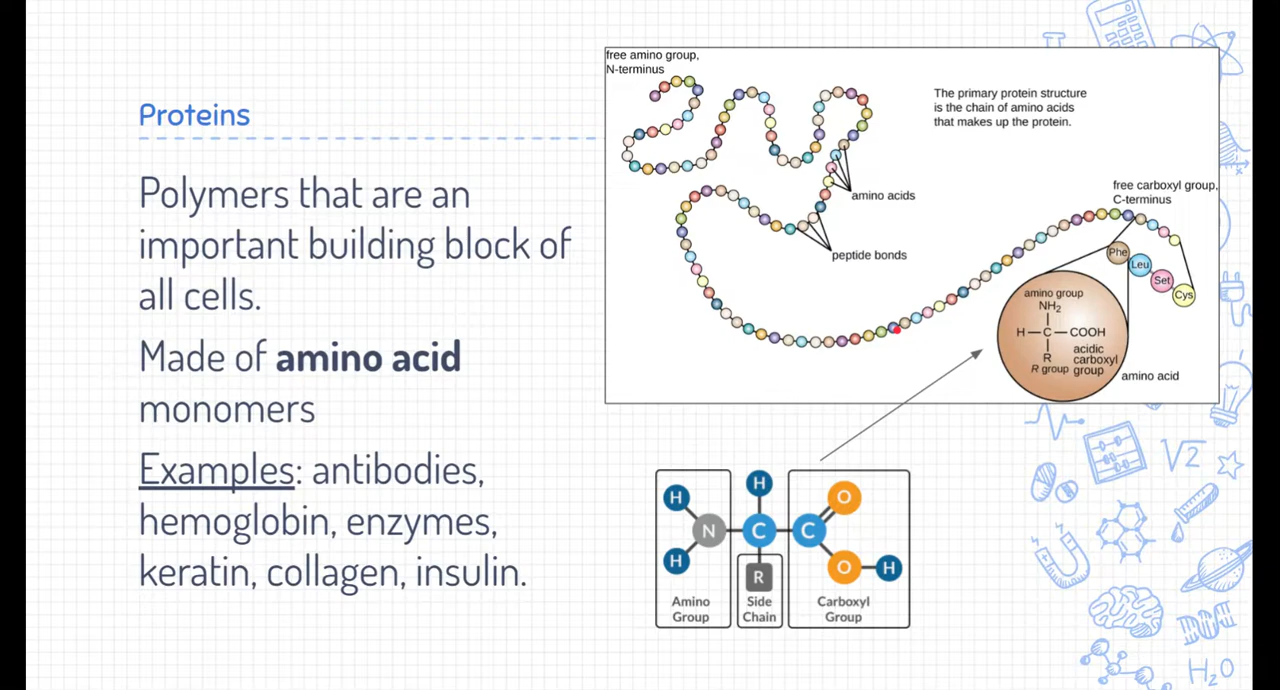 Proteins
Polymers that are an
important building block of
all cells.
Made of amino acid
monomers
Examples: antibodies,
hemoglobin, enzymes,
keratin, collagen, insulin.
free amino group,
N-terminus
The primary protein structure
is the chain of amino acids
that makes up the protein.
amino acids
peptide bonds
free carboxyl group,
C-terminus
Phe
Leu
Set
Cys
amino group
NH₂
H—C—COOH
R
R group
acidic
carboxyl
group
amino acid
H
H
N
H
C
C
O
O
H
R
Amino
Group
Side
Chain
Carboxyl
Group
√2
H₂O